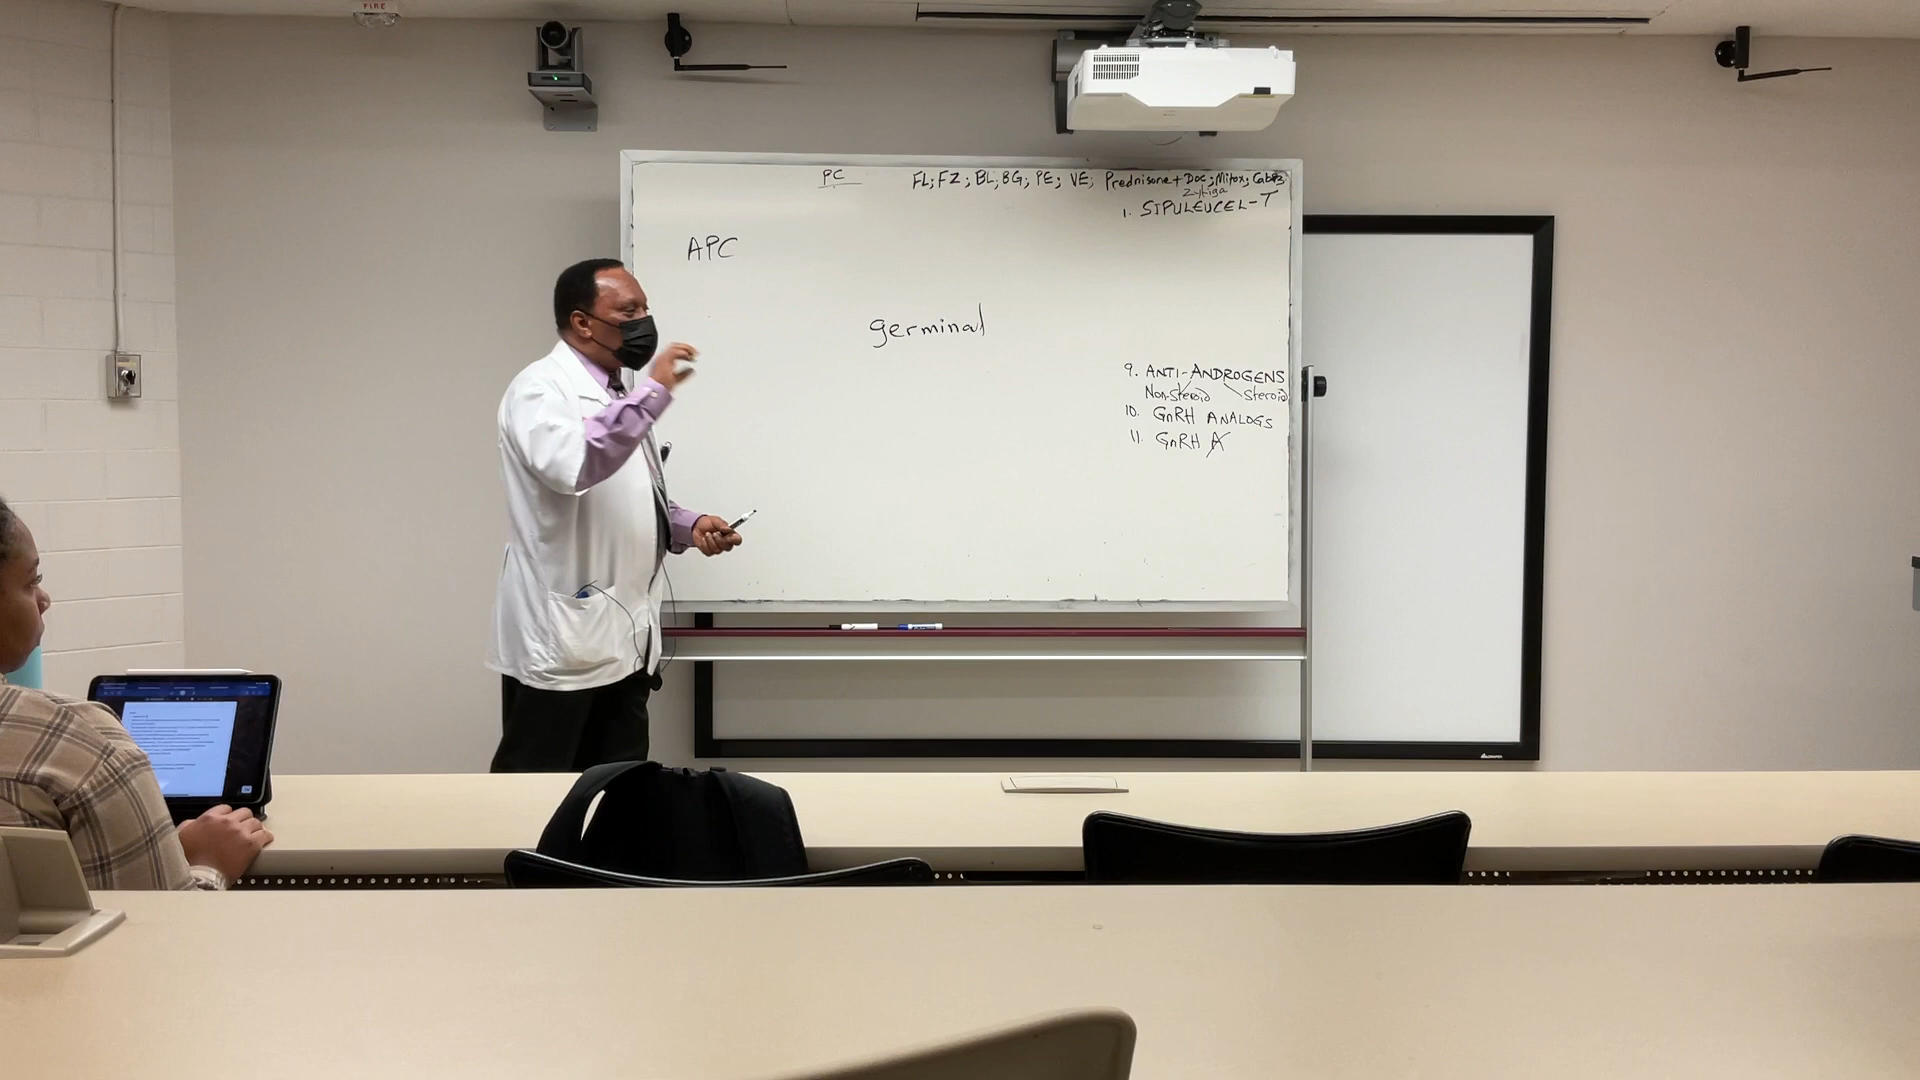 FIRE
PC
FL; FZ; BL; BG; PE; VE; Prednisone + Doc; Mitox; Cabaz
Zytiga
1. SIPULEUCEL-T
APC
germinal
9. ANTI-ANDROGENS
Non-Steroid Steroid
10. GnRH ANALOGS
11. GnRH A